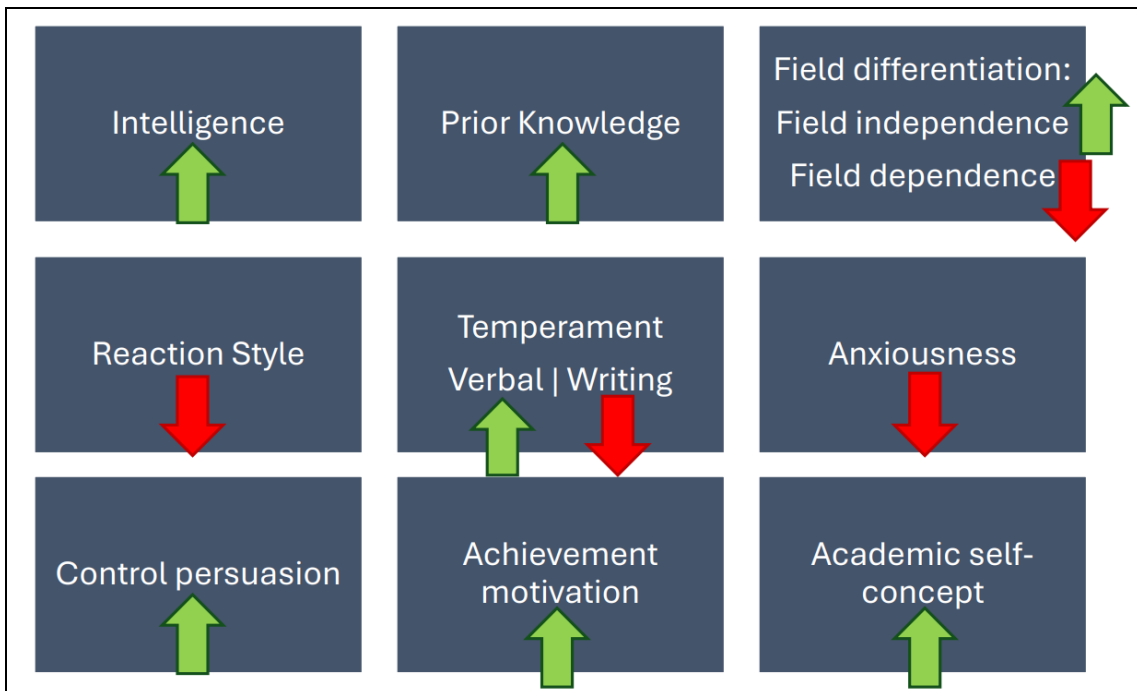 Intelligence
Prior Knowledge
Field differentiation:
Field independence
Field dependence
Reaction Style
Temperament
Verbal | Writing
Anxiousness
Control persuasion
Achievement
motivation
Academic self-
concept